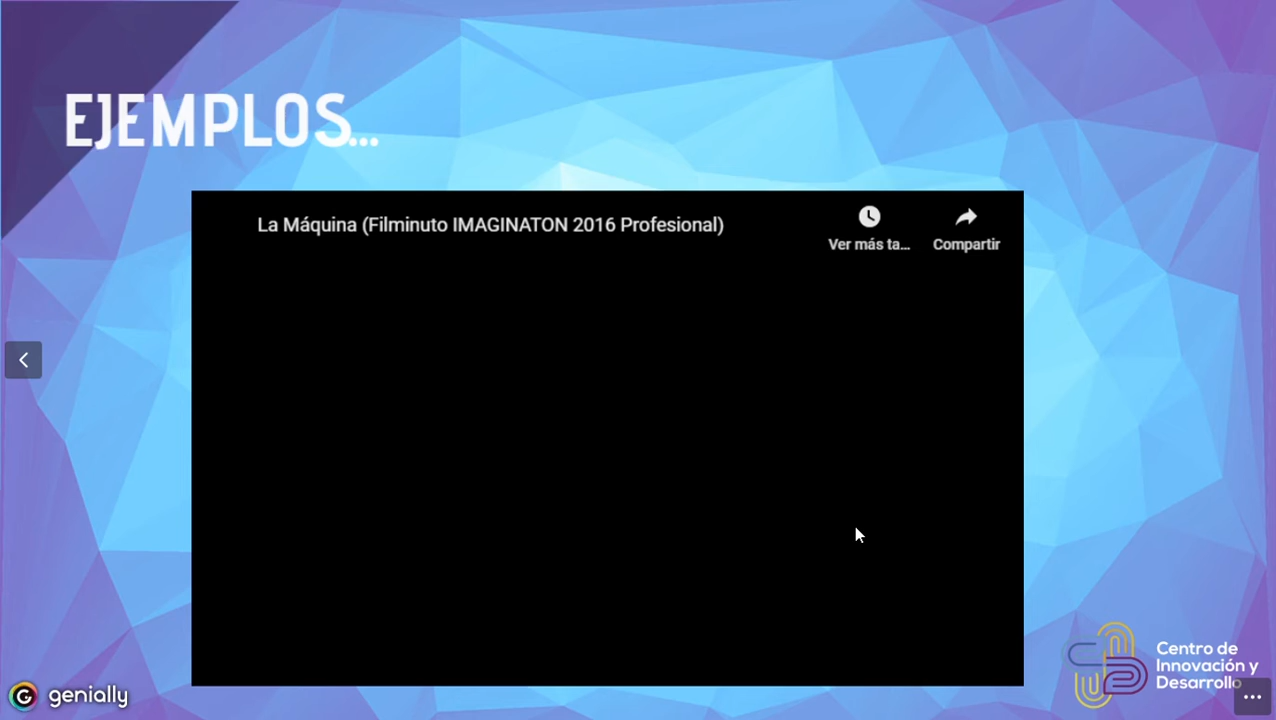 EJEMPLOS...
La Máquina (Filminuto IMAGINATON 2016 Profesional)
Ver más ta...
Compartir
Centro de
Innovación y
Desarrollo
genially